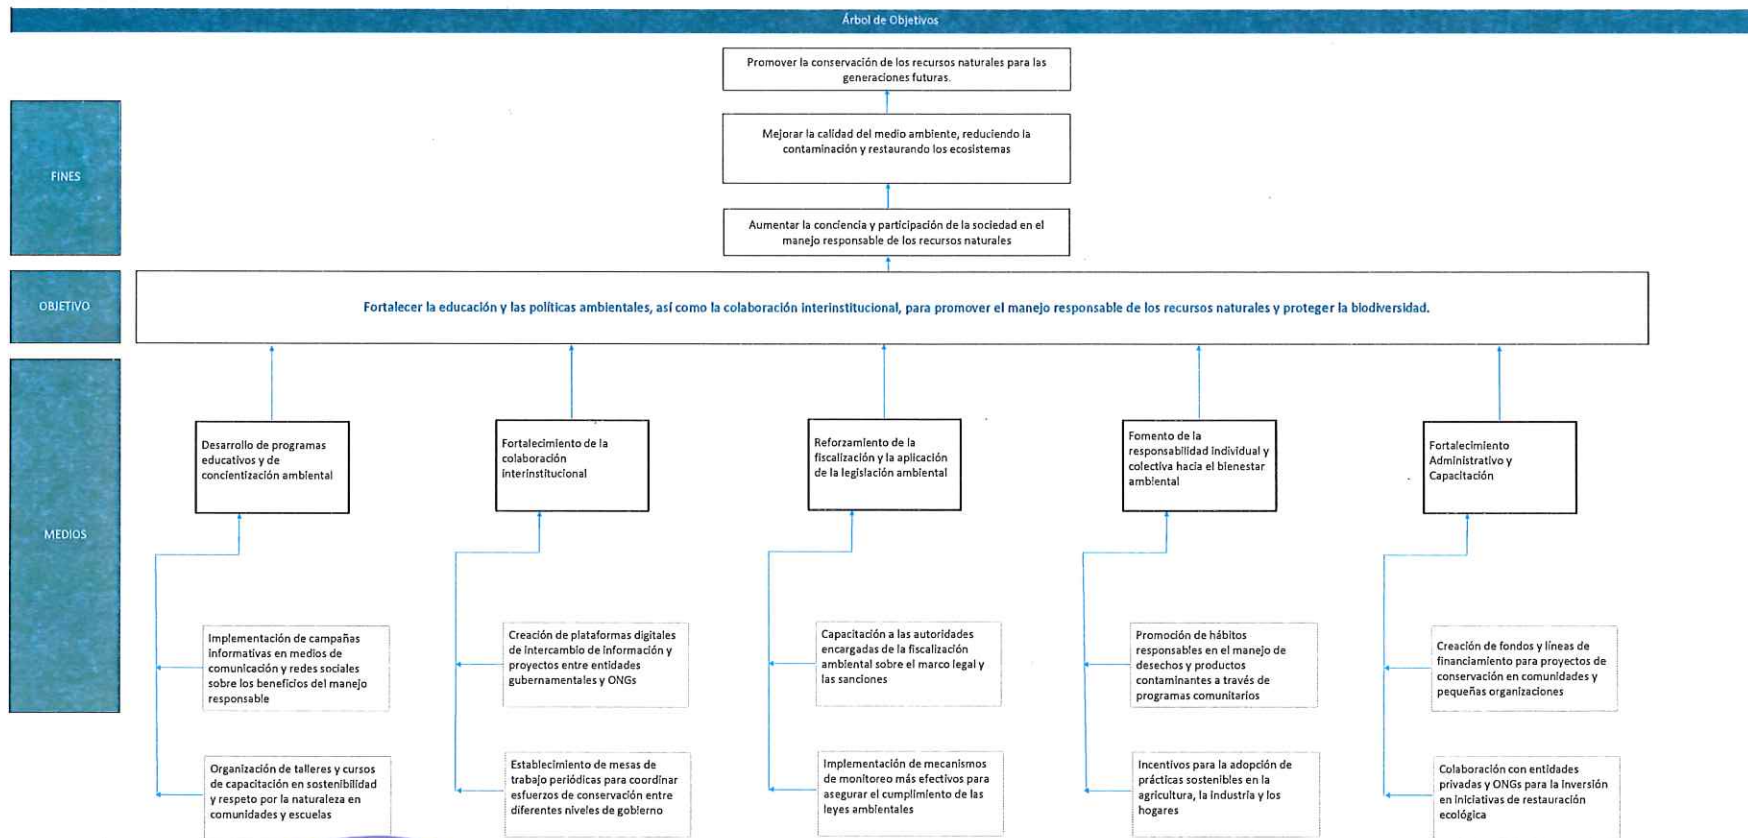 Árbol de Objetivos
Promover la conservación de los recursos naturales para las
generaciones futuras.
FINES
Mejorar la calidad del medio ambiente, reduciendo la
contaminación y restaurando los ecosistemas
Aumentar la conciencia y participación de la sociedad en el
manejo responsable de los recursos naturales
OBJETIVO
Fortalecer la educación y las políticas ambientales, así como la colaboración interinstitucional, para promover el manejo responsable de los recursos naturales y proteger la biodiversidad.
MEDIOS
Desarrollo de programas
educativos y de
concientización ambiental
Fortalecimiento de la
colaboración
interinstitucional
Reforzamiento de la
fiscalización y la aplicación
de la legislación ambiental
Fomento de la
responsabilidad individual y
colectiva hacia el bienestar
ambiental
Fortalecimiento
Administrativo y
Capacitación
Implementación de campañas
informativas en medios de
comunicación y redes sociales
sobre los beneficios del manejo
responsable
Creación de plataformas digitales
de intercambio de información y
proyectos entre entidades
gubernamentales y ONGs
Capacitación a las autoridades
encargadas de la fiscalización
ambiental sobre el marco legal y
las sanciones
Promoción de hábitos
responsables en el manejo de
desechos y productos
contaminantes a través de
programas comunitarios
Creación de fondos y líneas de
financiamiento para proyectos de
conservación en comunidades y
pequeñas organizaciones
Organización de talleres y cursos
de capacitación en sostenibilidad
y respeto por la naturaleza en
comunidades y escuelas
Establecimiento de mesas de
trabajo periódicas para coordinar
esfuerzos de conservación entre
diferentes niveles de gobierno
Implementación de mecanismos
de monitoreo más efectivos para
asegurar el cumplimiento de las
leyes ambientales
Incentivos para la adopción de
prácticas sostenibles en la
agricultura, la industria y los
hogares
Colaboración con entidades
privadas y ONGs para la inversión
en iniciativas de restauración
ecológica